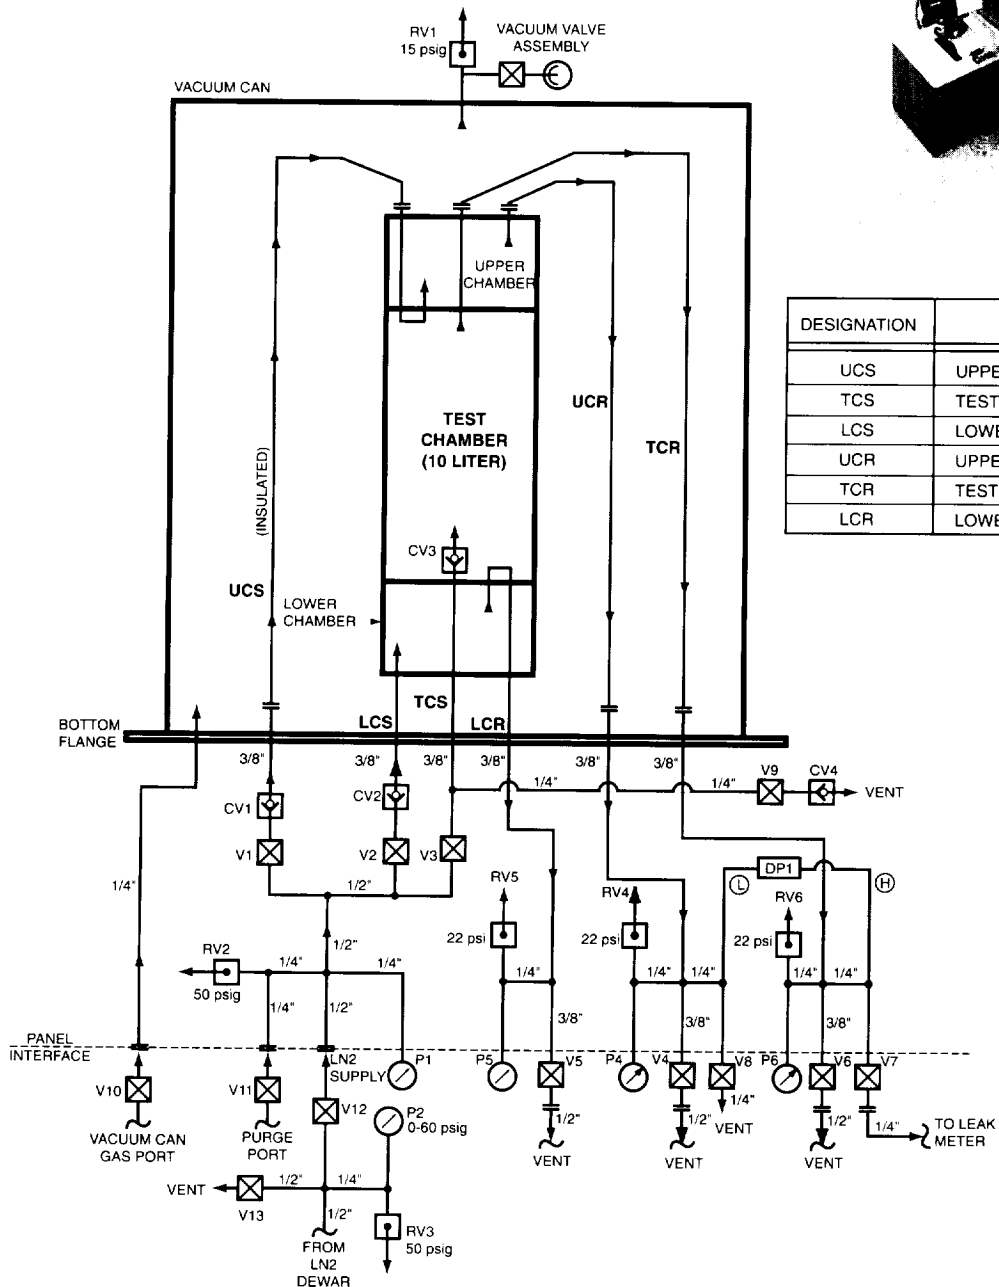 RV1
15 psig
VACUUM VALVE
ASSEMBLY
VACUUM CAN
UPPER
CHAMBER
DESIGNATION
UCS
UPPE
TCS
TEST
LCS
LOWE
UCR
UPPE
TCR
TEST
LCR
LOWE
TEST
CHAMBER
(10 LITER)
UCR
TCR
(INSULATED)
CV3
UCS
LOWER
CHAMBER
TCS
LCS
LCR
BOTTOM
FLANGE
3/8"
3/8"
3/8"
3/8"
3/8"
3/8"
1/4"
V9
CV4
VENT
CV1
CV2
V1
V2
V3
1/2"
1/4"
DP1
L
H
RV5
RV4
RV6
22 psi
22 psi
22 psi
1/2"
RV2
50 psig
1/4"
1/4"
1/4"
1/2"
1/4"
1/4"
1/4"
1/4"
1/4"
3/8"
3/8"
3/8"
PANEL
INTERFACE
LN2
SUPPLY
P1
P5
V5
P4
V4
V8
P6
V6
V7
V10
V11
V12
P2
0-60 psig
1/2"
1/2"
1/4"
VENT
1/2"
1/4"
TO LEAK
METER
VACUUM CAN
GAS PORT
PURGE
PORT
VENT
VENT
VENT
VENT
1/2"
1/4"
V13
1/2"
RV3
50 psig
FROM
LN2
DEWAR